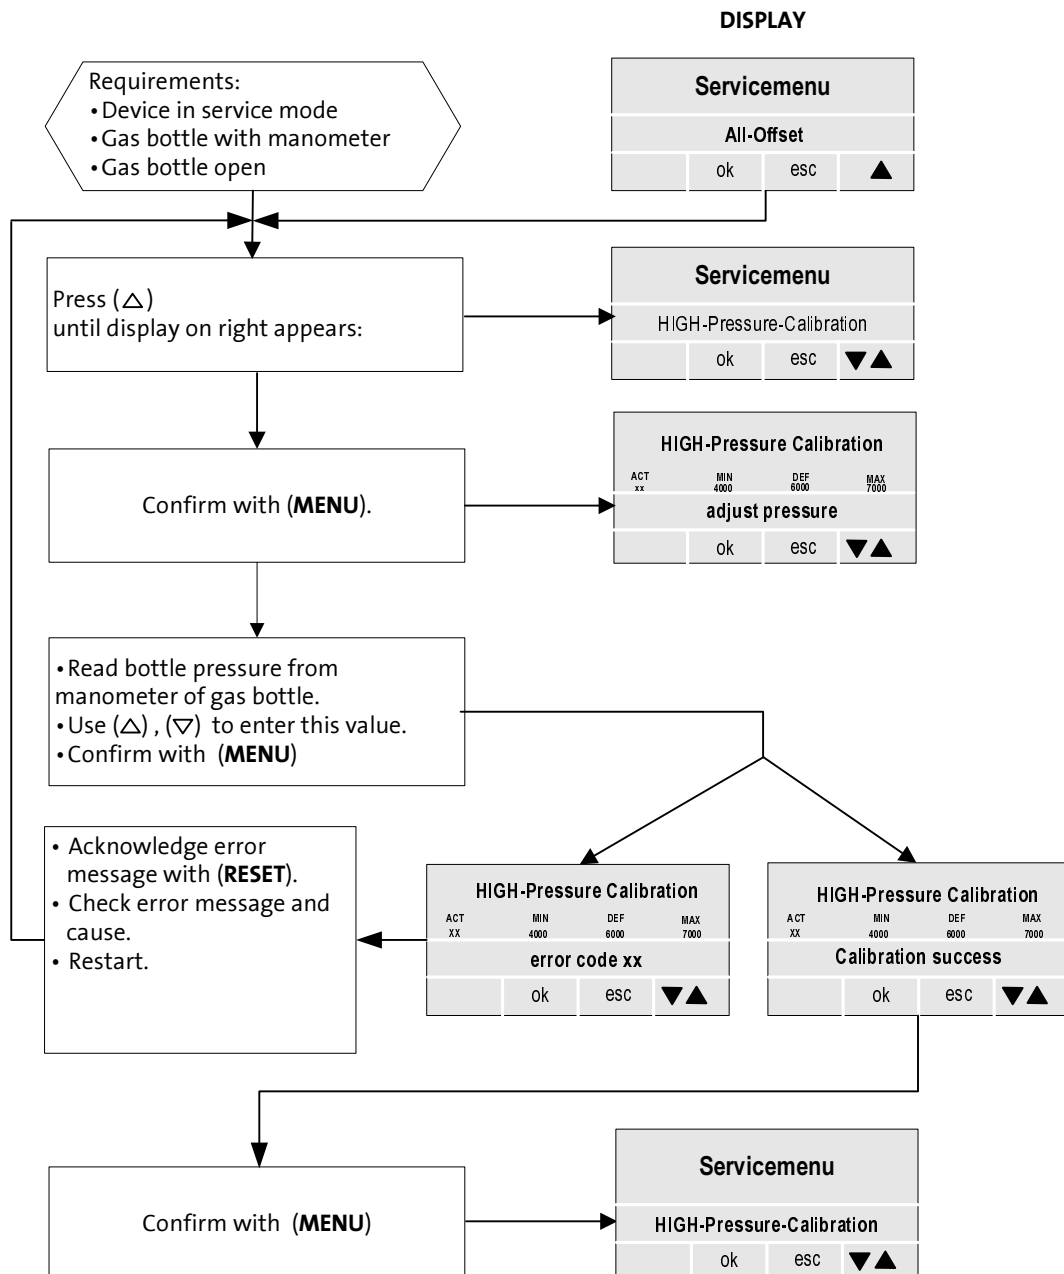 DISPLAY
Requirements:
•Device in service mode
•Gas bottle with manometer
•Gas bottle open
Servicemenu
All-Offset
ok esc ▲
Press (△)
until display on right appears:
Servicemenu
HIGH-Pressure-Calibration
ok esc ▼▲
Confirm with (MENU).
HIGH-Pressure Calibration
ACT MIN DEF MAX
xx 4000 6000 7000
adjust pressure
ok esc ▼▲
•Read bottle pressure from
manometer of gas bottle.
•Use (△) , (▽) to enter this value.
•Confirm with (MENU)
• Acknowledge error
message with (RESET).
• Check error message and
cause.
• Restart.
HIGH-Pressure Calibration
ACT MIN DEF MAX
XX 4000 6000 7000
error code xx
ok esc ▼▲
HIGH-Pressure Calibration
ACT MIN DEF MAX
XX 4000 6000 7000
Calibration success
ok esc ▼▲
Confirm with (MENU)
Servicemenu
HIGH-Pressure-Calibration
ok esc ▼▲